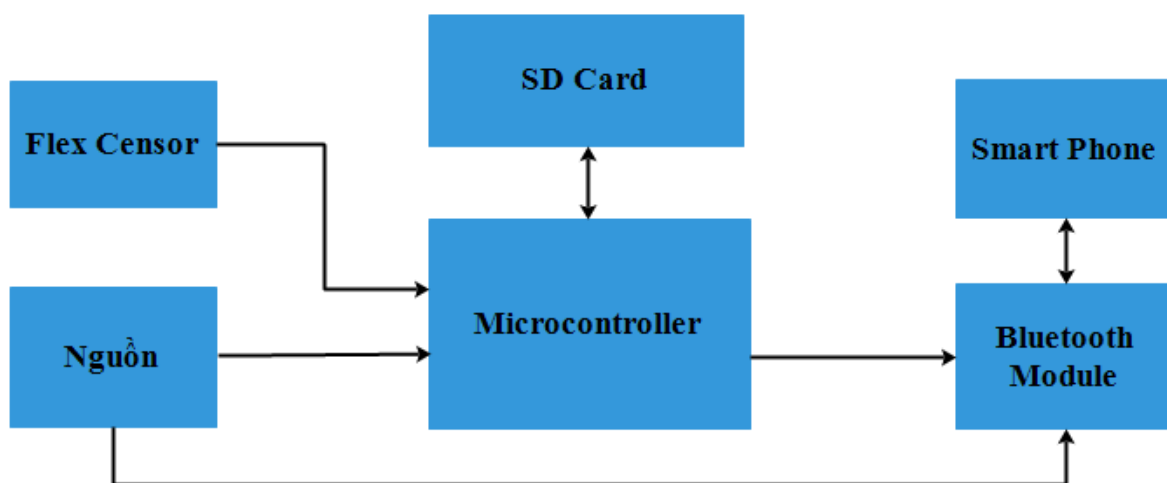 SD Card
Flex Censor
Smart Phone
Microcontroller
Nguồn
Bluetooth
Module